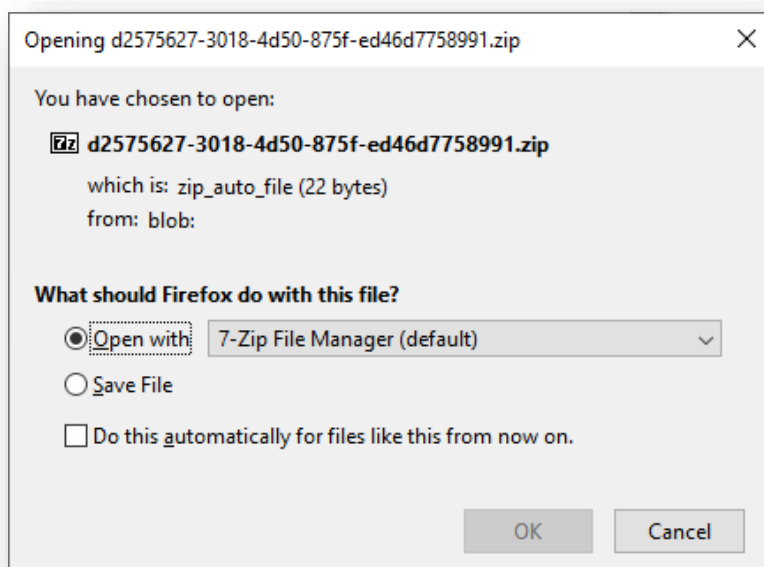 Opening d2575627-3018-4d50-875f-ed46d7758991.zip
You have chosen to open:
7z d2575627-3018-4d50-875f-ed46d7758991.zip
which is: zip_auto_file (22 bytes)
from: blob:
What should Firefox do with this file?
Open with 7-Zip File Manager (default)
Save File
Do this automatically for files like this from now on.
OK Cancel